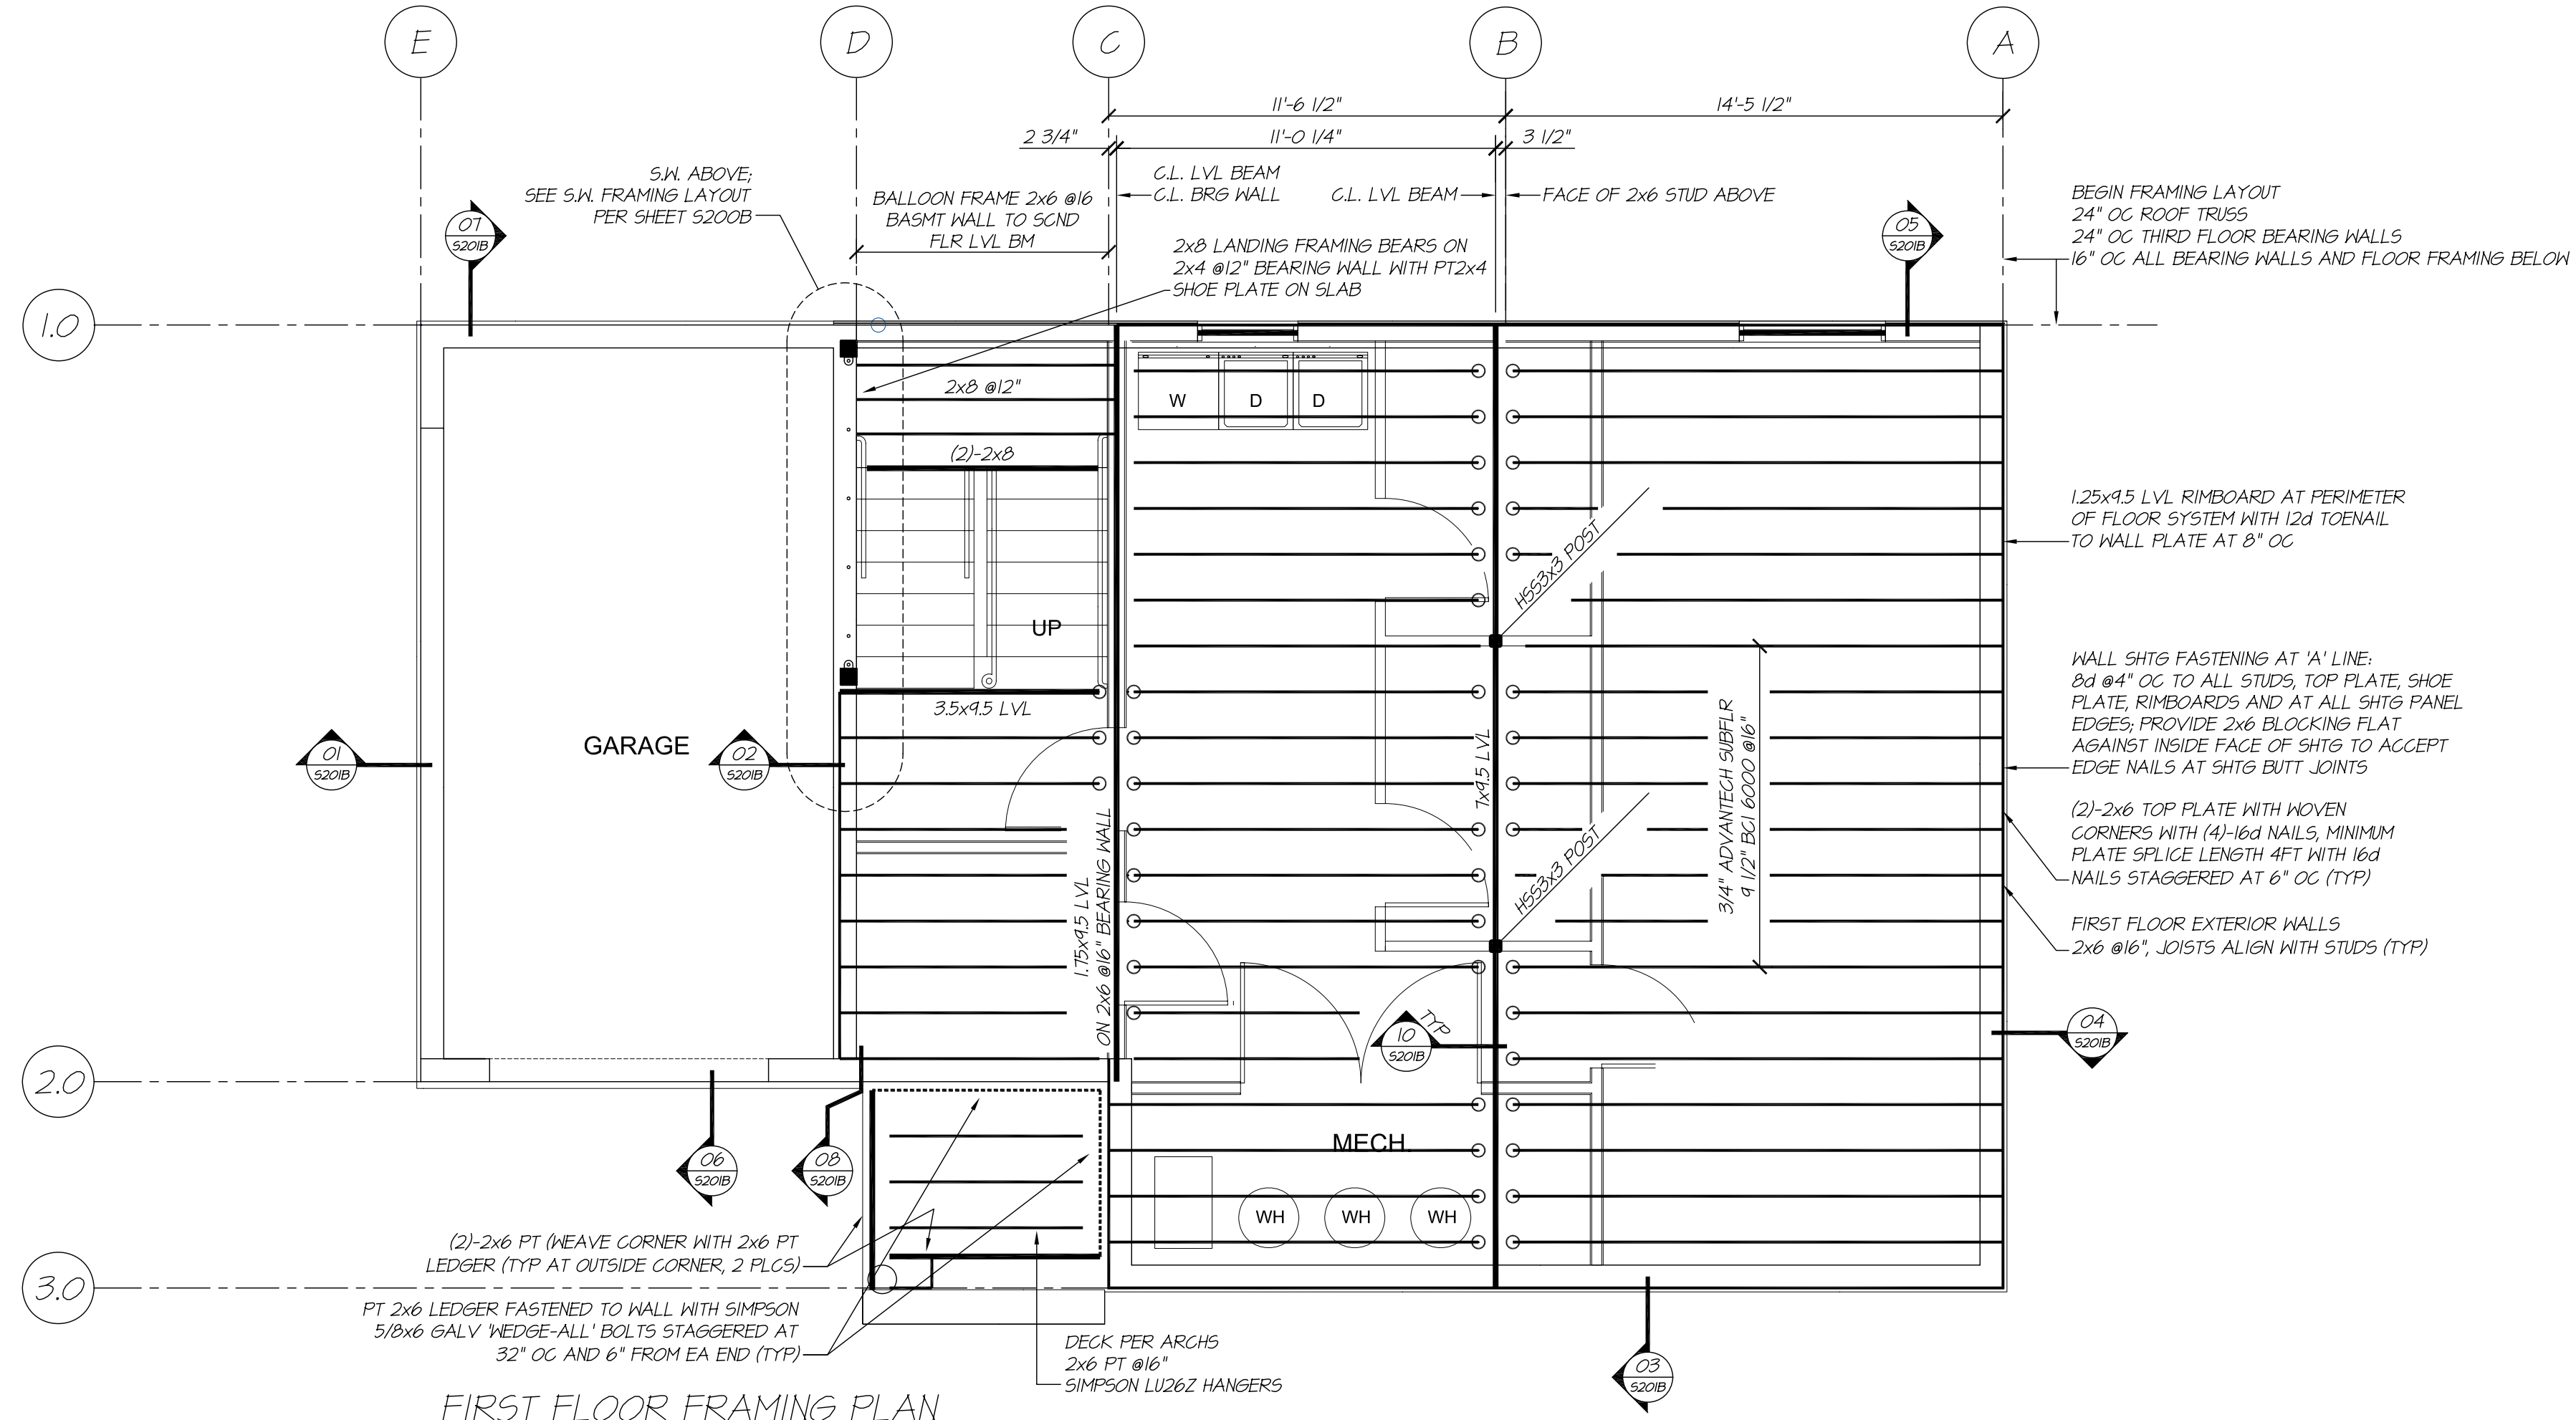 E
D
C
B
A
11'-6 1/2"
14'-5 1/2"
2 3/4"
11'-0 1/4"
3 1/2"
S.W. ABOVE;
SEE S.W. FRAMING LAYOUT
PER SHEET S200B
BALLOON FRAME 2x6 @16
BASMT WALL TO SCND
FLR LVL BM
C.L. LVL BEAM
C.L. BRG WALL
C.L. LVL BEAM
FACE OF 2x6 STUD ABOVE
2x8 LANDING FRAMING BEARS ON
2x4 @12" BEARING WALL WITH PT2x4
SHOE PLATE ON SLAB
BEGIN FRAMING LAYOUT
24" OC ROOF TRUSS
24" OC THIRD FLOOR BEARING WALLS
16" OC ALL BEARING WALLS AND FLOOR FRAMING BELOW
07
S201B
05
S201B
1.0
2x8 @12"
W
D
D
(2)-2x8
1.25x9.5 LVL RIMBOARD AT PERIMETER
OF FLOOR SYSTEM WITH 12d TOENAIL
TO WALL PLATE AT 8" OC
HSS3x3 POST
UP
3.5x9.5 LVL
GARAGE
01
S201B
02
S201B
7x9.5 LVL
3/4" ADVANTECH SUBFLR
9 1/2" BCI 6000 @16"
WALL SHTG FASTENING AT 'A' LINE:
8d @4" OC TO ALL STUDS, TOP PLATE, SHOE
PLATE, RIMBOARDS AND AT ALL SHTG PANEL
EDGES; PROVIDE 2x6 BLOCKING FLAT
AGAINST INSIDE FACE OF SHTG TO ACCEPT
EDGE NAILS AT SHTG BUTT JOINTS
HSS3x3 POST
(2)-2x6 TOP PLATE WITH WOVEN
CORNERS WITH (4)-16d NAILS, MINIMUM
PLATE SPLICE LENGTH 4FT WITH 16d
NAILS STAGGERED AT 6" OC (TYP)
1.75x9.5 LVL
ON 2x6 @16" BEARING WALL
FIRST FLOOR EXTERIOR WALLS
2x6 @16", JOISTS ALIGN WITH STUDS (TYP)
TYP
10
S201B
04
S201B
2.0
06
S201B
08
S201B
MECH.
WH
WH
WH
(2)-2x6 PT (WEAVE CORNER WITH 2x6 PT
LEDGER (TYP AT OUTSIDE CORNER, 2 PLCS)
3.0
PT 2x6 LEDGER FASTENED TO WALL WITH SIMPSON
5/8x6 GALV 'WEDGE-ALL' BOLTS STAGGERED AT
32" OC AND 6" FROM EA END (TYP)
DECK PER ARCHS
2x6 PT @16"
SIMPSON LU26Z HANGERS
03
S201B
FIRST FLOOR FRAMING PLAN